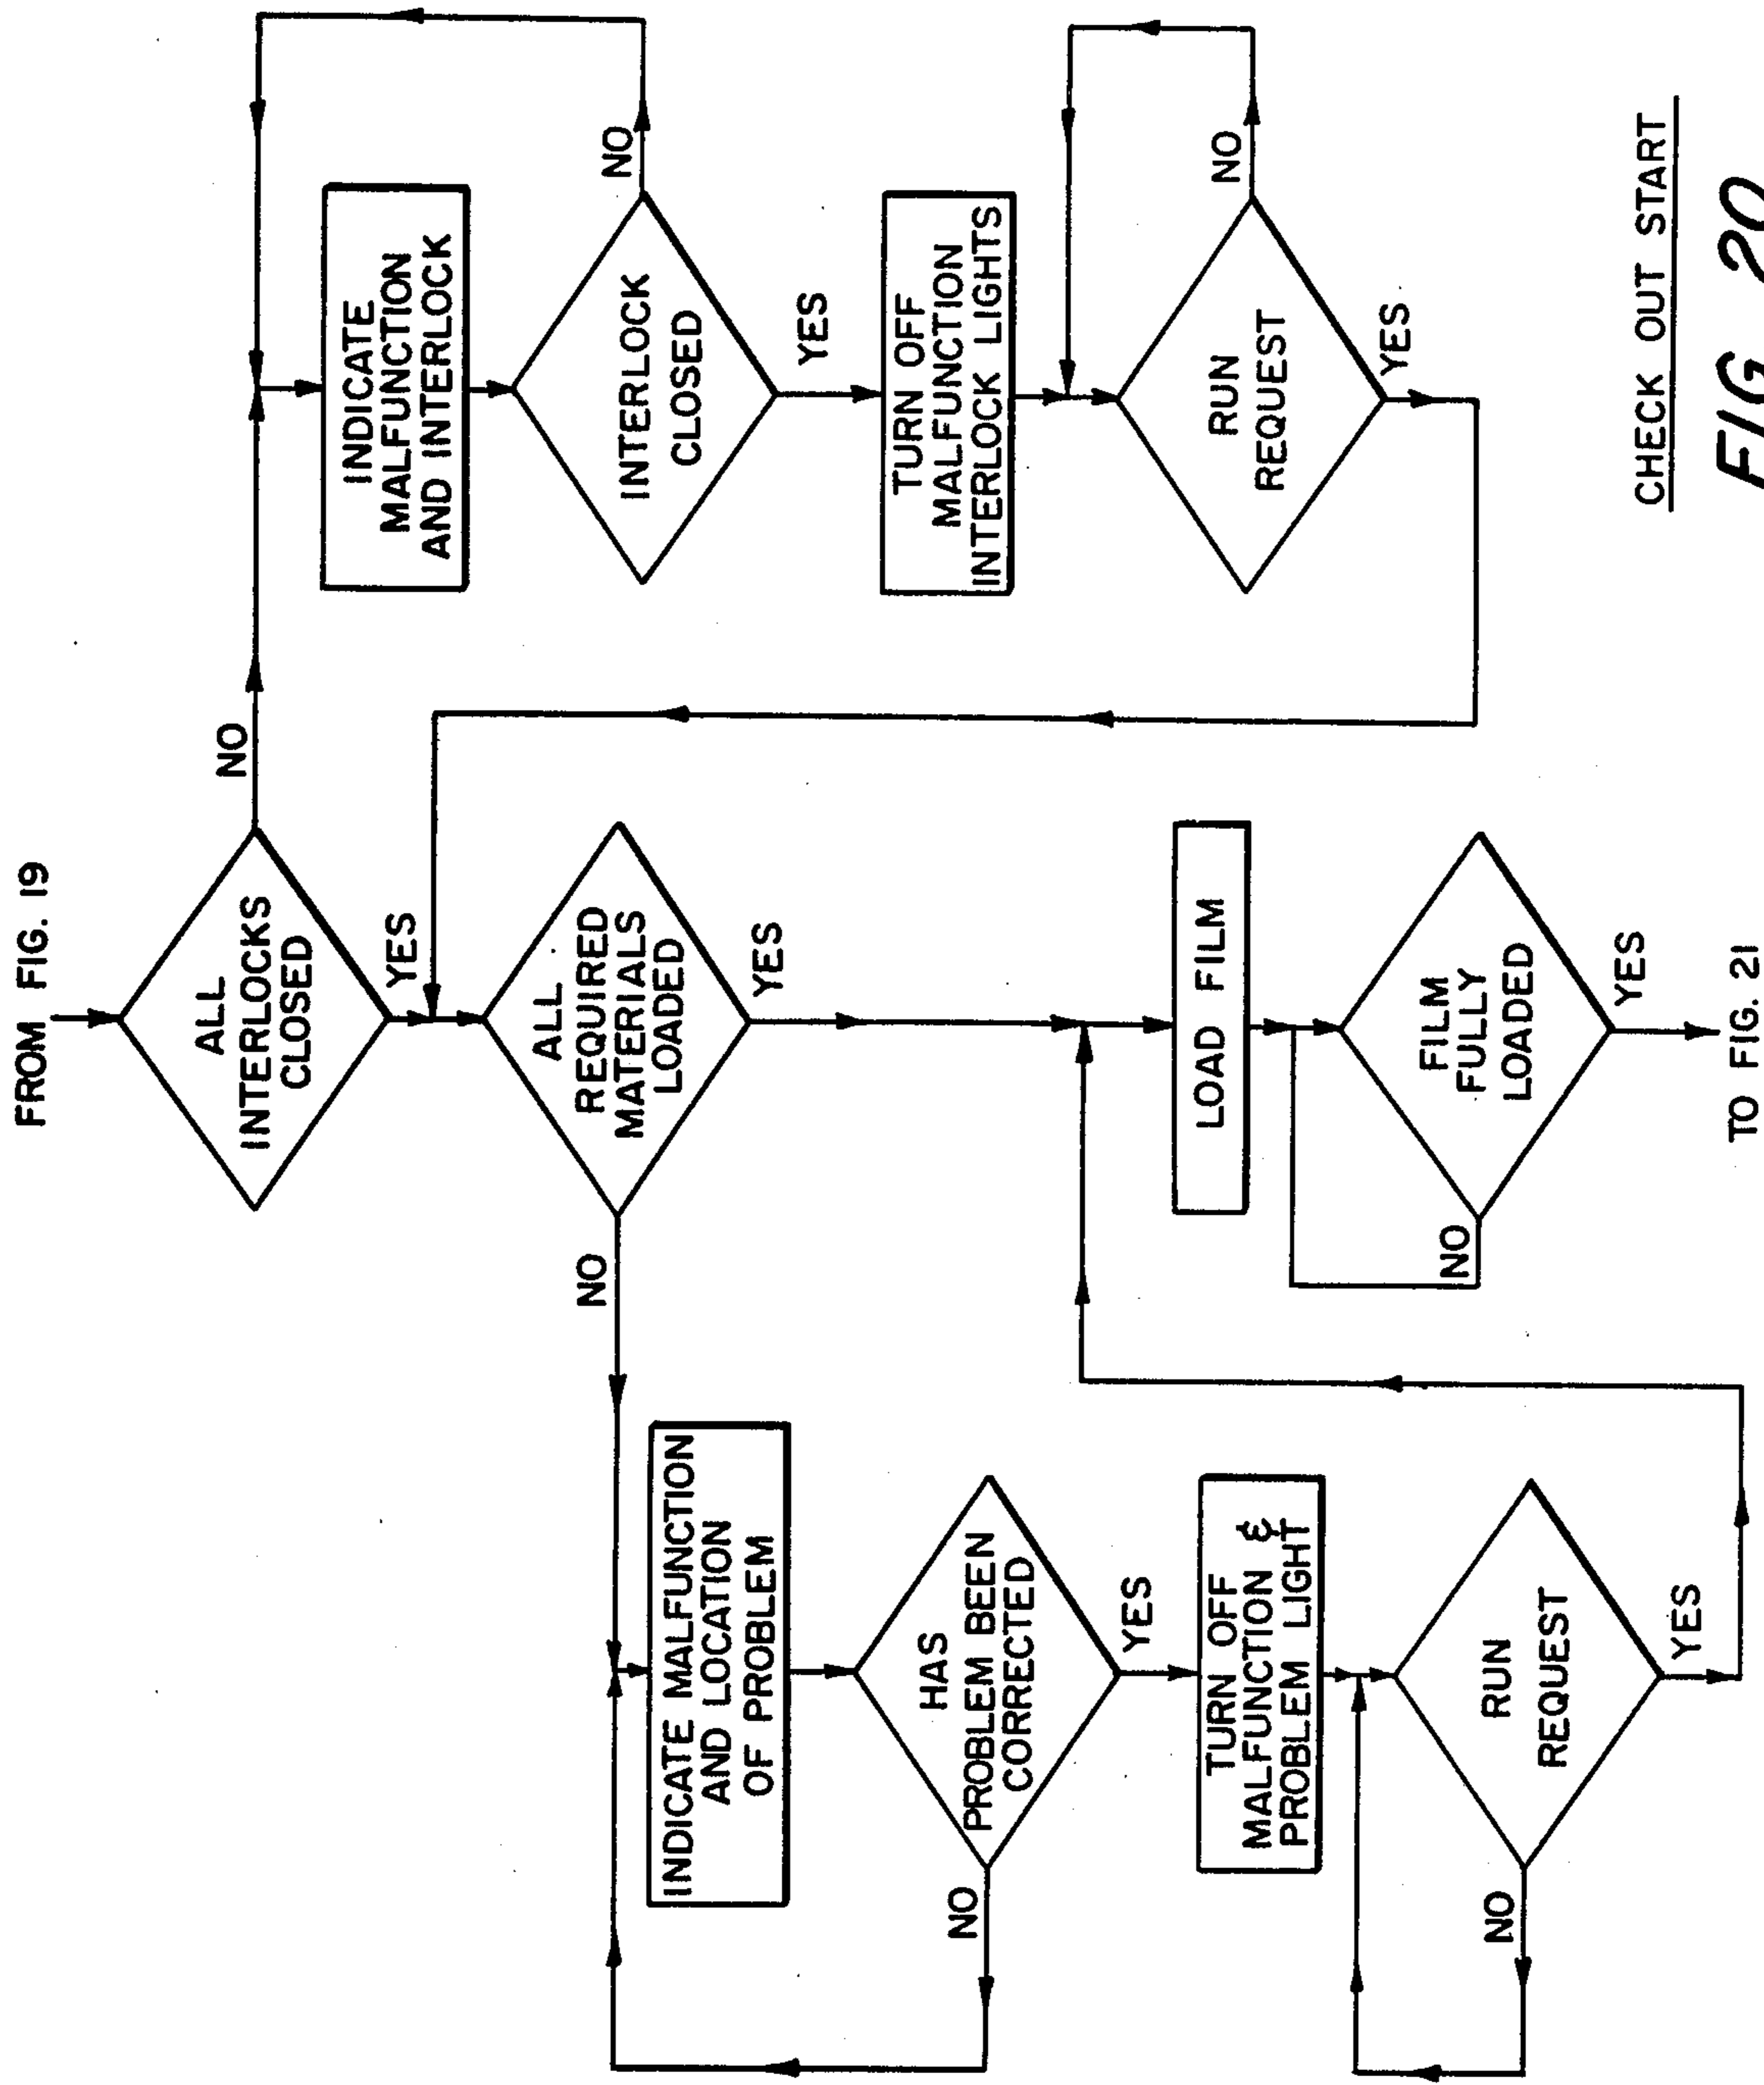 FROM FIG. 19
ALL
INTERLOCKS
CLOSED
NO
YES
INDICATE
MALFUNCTION
AND INTERLOCK
INTERLOCK
CLOSED
NO
YES
TURN OFF
MALFUNCTION
INTERLOCK LIGHTS
RUN
REQUEST
NO
YES
ALL
REQUIRED
MATERIALS
LOADED
NO
YES
INDICATE MALFUNCTION
AND LOCATION
OF PROBLEM
HAS
PROBLEM BEEN
CORRECTED
NO
YES
TURN OFF
MALFUNCTION &
PROBLEM LIGHT
RUN
REQUEST
NO
YES
LOAD FILM
FILM
FULLY
LOADED
NO
YES
TO FIG. 21
CHECK OUT START
FIG 20